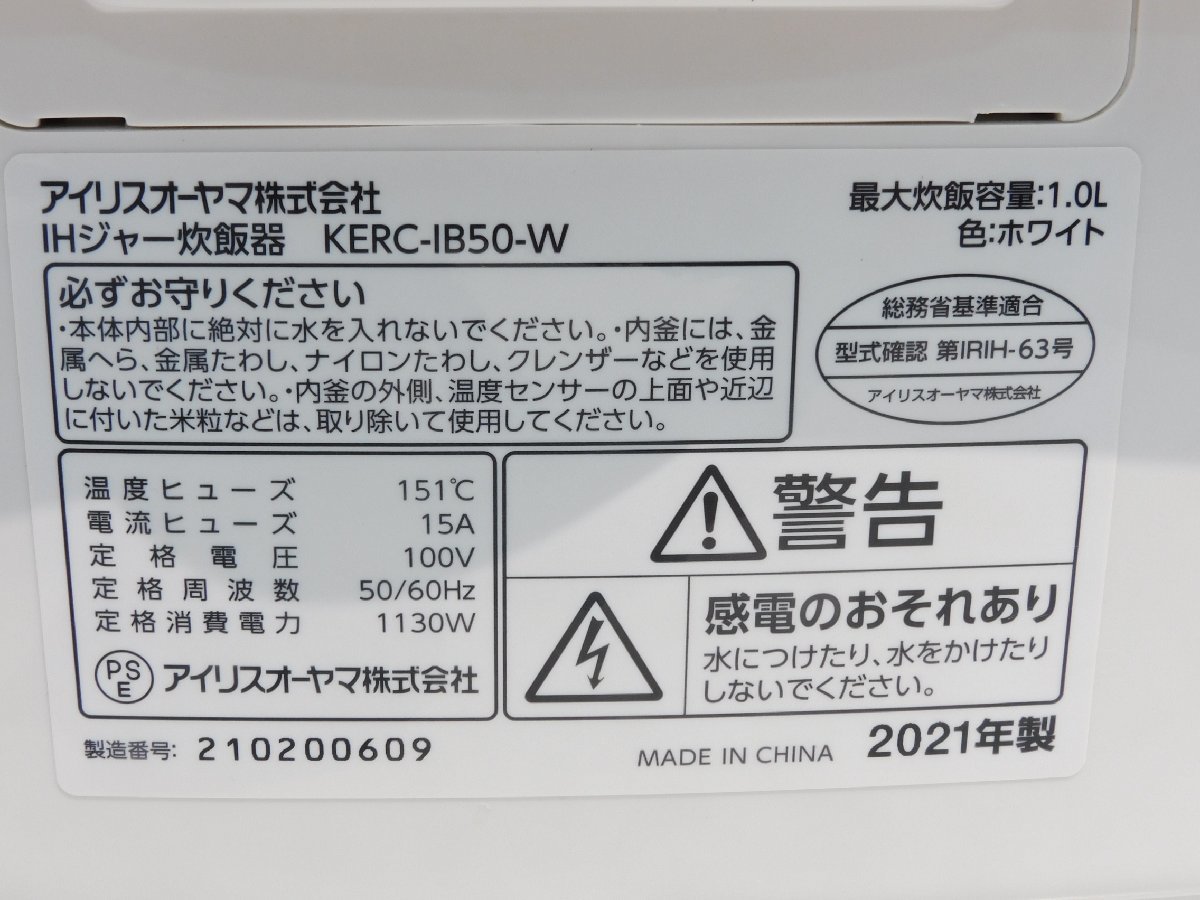 アイリスオーヤマ株式会社
IHジャー炊飯器 KERC-IB50-W
最大炊飯容量:1.0L
色:ホワイト
必ずお守りください
・本体内部に絶対に水を入れないでください。・内釜には、金
属へら、金属たわし、ナイロンたわし、クレンザーなどを使用
しないでください。・内釜の外側、温度センサーの上面や近辺
に付いた米粒などは、取り除いて使用してください。
総務省基準適合
型式確認 第IRIH-63号
アイリスオーヤマ株式会社
温度ヒューズ 151℃
電流ヒューズ 15A
定格電圧 100V
定格周波数 50/60Hz
定格消費電力 1130W
PS
E
アイリスオーヤマ株式会社
警告
感電のおそれあり
水につけたり、水をかけたり
しないでください。
製造番号: 210200609
MADE IN CHINA
2021年製